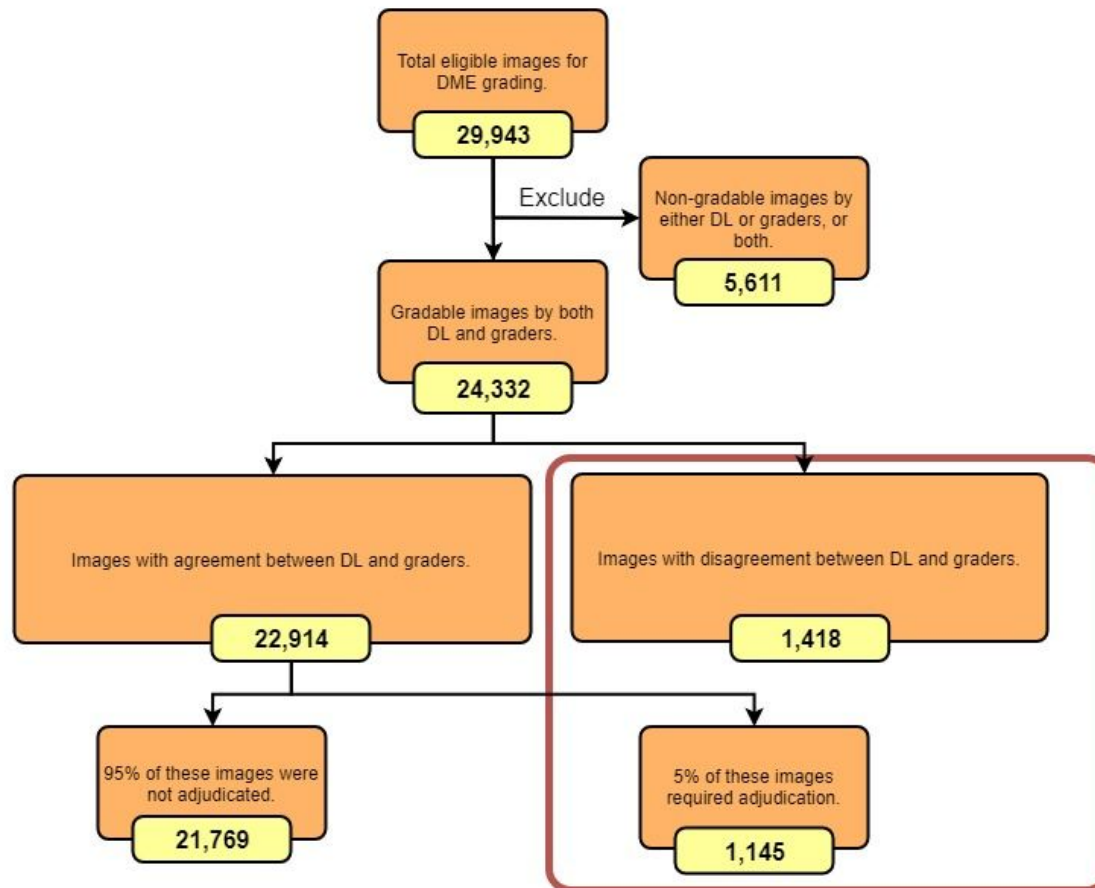 Total eligible images for
DME grading.
29,943
Exclude
Non-gradable images by
either DL or graders, or
both.
5,611
Gradable images by both
DL and graders.
24,332
Images with agreement between DL and graders.
22,914
Images with disagreement between DL and graders.
1,418
95% of these images were
not adjudicated.
21,769
5% of these images
required adjudication.
1,145